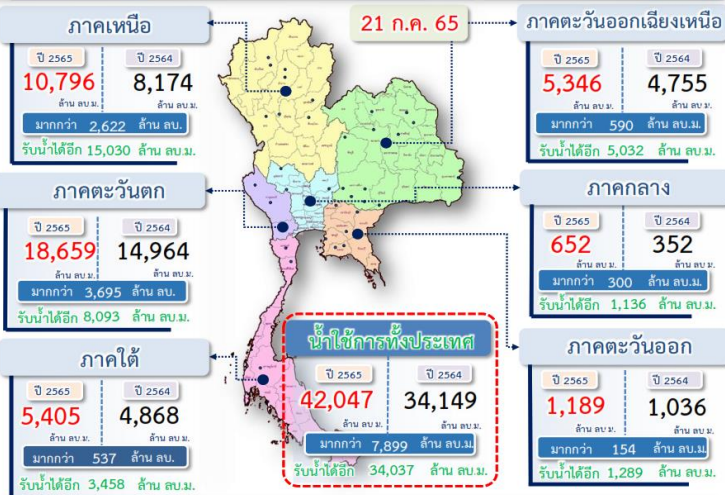 ภาคเหนือ
ปี 2565 ปี 2564
10,796 8,174
ล้าน ลบ.ม. ล้าน ลบ.ม.
มากกว่า 2,622 ล้าน ลบ.
รับน้ำได้อีก 15,030 ล้าน ลบ.ม.
21 ก.ค. 65
ภาคตะวันออกเฉียงเหนือ
ปี 2565 ปี 2564
5,346 4,755
ล้าน ลบ.ม. ล้าน ลบ.ม.
มากกว่า 590 ล้าน ลบ.ม.
รับน้ำได้อีก 5,032 ล้าน ลบ.ม.
ภาคตะวันตก
ปี 2565 ปี 2564
18,659 14,964
ล้าน ลบ.ม. ล้าน ลบ.ม.
มากกว่า 3,695 ล้าน ลบ.
รับน้ำได้อีก 8,093 ล้าน ลบ.ม.
ภาคกลาง
ปี 2565 ปี 2564
652 352
ล้าน ลบ.ม. ล้าน ลบ.ม.
มากกว่า 300 ล้าน ลบ.ม.
รับน้ำได้อีก 1,136 ล้าน ลบ.ม.
ภาคใต้
ปี 2565 ปี 2564
5,405 4,868
ล้าน ลบ.ม. ล้าน ลบ.ม.
มากกว่า 537 ล้าน ลบ.
รับน้ำได้อีก 3,458 ล้าน ลบ.ม.
น้ำใช้การทั้งประเทศ
ปี 2565 ปี 2564
42,047 34,149
ล้าน ลบ.ม. ล้าน ลบ.ม.
มากกว่า 7,899 ล้าน ลบ.ม.
รับน้ำได้อีก 34,037 ล้าน ลบ.ม.
ภาคตะวันออก
ปี 2565 ปี 2564
1,189 1,036
ล้าน ลบ.ม. ล้าน ลบ.ม.
มากกว่า 154 ล้าน ลบ.ม.
รับน้ำได้อีก 1,289 ล้าน ลบ.ม.